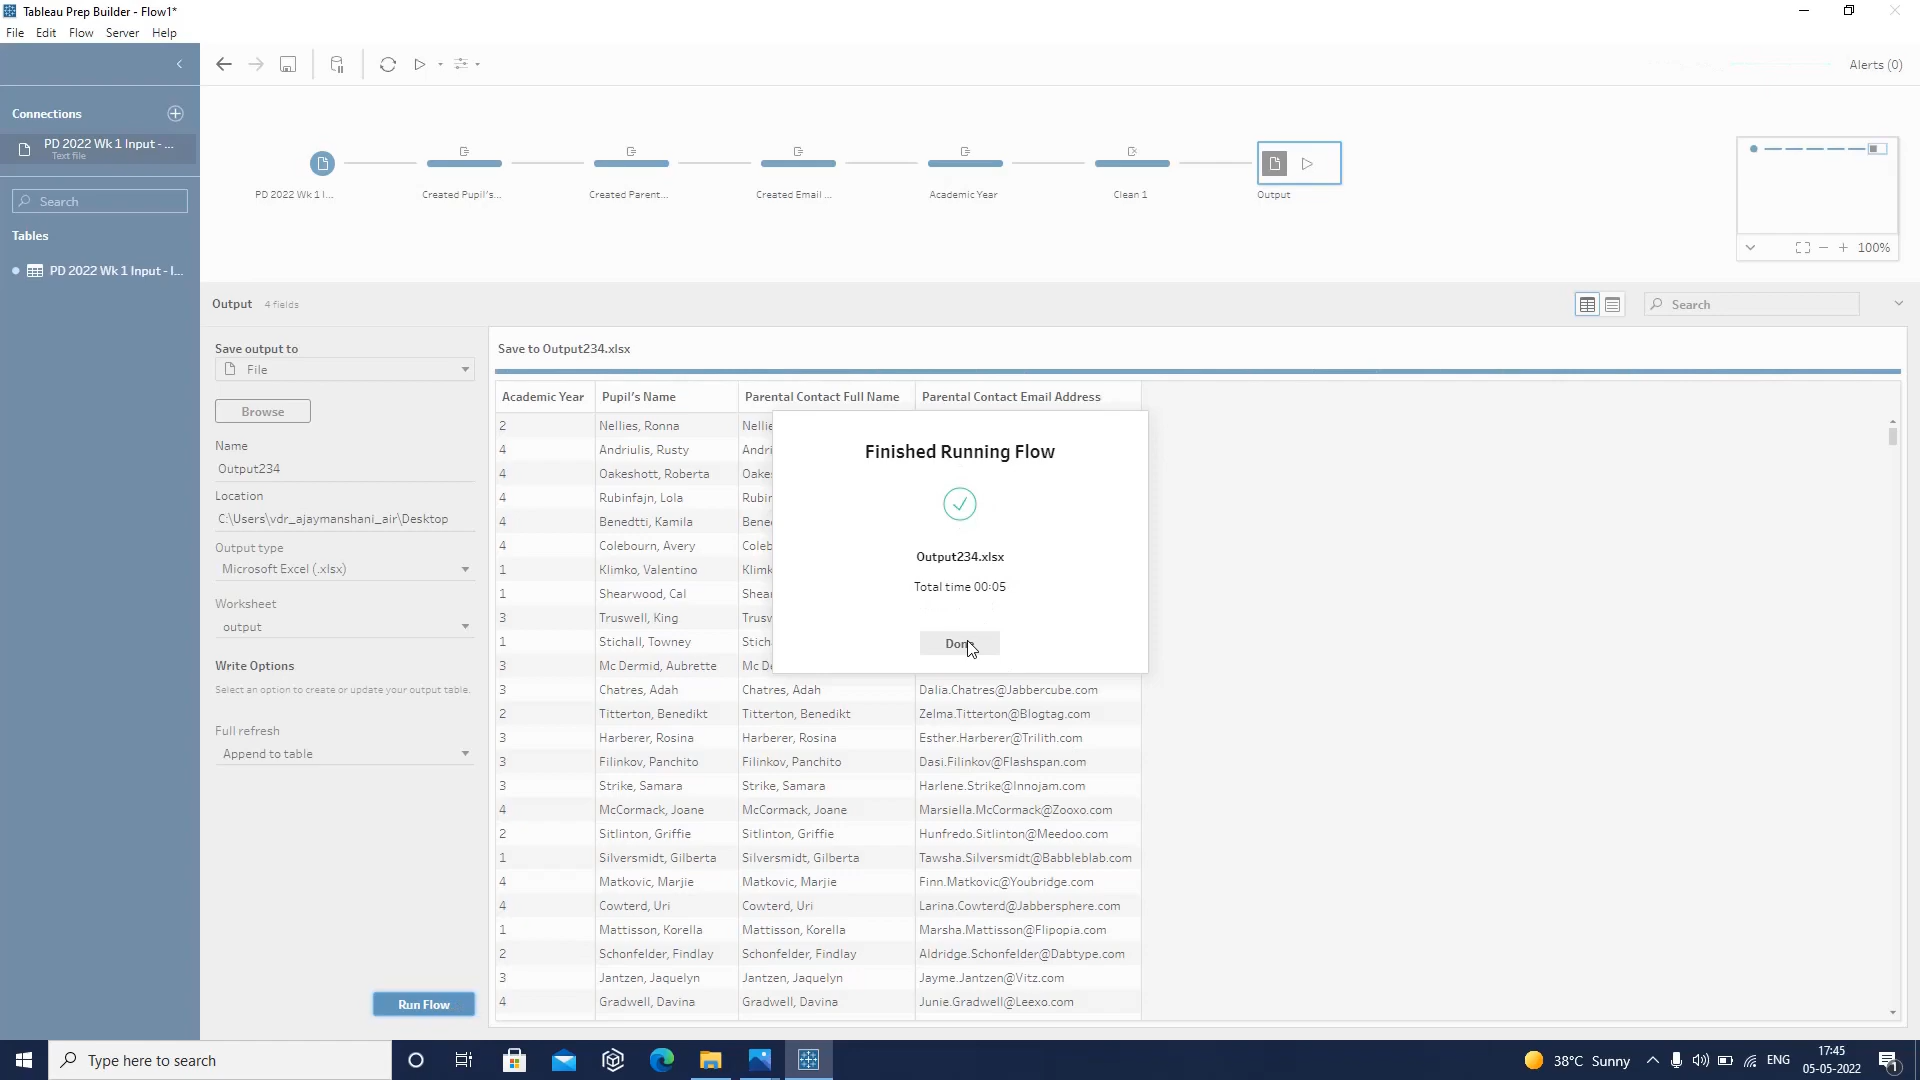 Tableau Prep Builder - Flow1*
File Edit Flow Server Help
Alerts (0)
Connections
PD 2022 Wk 1 Input - ...
Text file
Search
Tables
PD 2022 Wk 1 Input - I...
PD 2022 Wk 1 I...
Created Pupil's...
Created Parent...
Created Email ...
Academic Year
Clean 1
Output
100%
Output 4 fields
Search
Save output to
File
Browse
Name
Output234
Location
C:\Users\vdr_ajaymanshani_air\Desktop
Output type
Microsoft Excel (.xlsx)
Worksheet
output
Write Options
Select an option to create or update your output table.
Full refresh
Append to table
Run Flow
Save to Output234.xlsx
Academic Year Pupil's Name Parental Contact Full Name Parental Contact Email Address
2 Nellies, Ronna Nellie
4 Andriulis, Rusty Andri
4 Oakeshott, Roberta Oakes
4 Rubinfajn, Lola Rubin
4 Benedtti, Kamila Bene
4 Colebourn, Avery Coleb
1 Klimko, Valentino Klimk
1 Shearwood, Cal Shear
3 Truswell, King Trusw
1 Stichall, Towney Stich
3 Mc Dermid, Aubrette Mc De
3 Chatres, Adah Chatres, Adah Dalia.Chatres@Jabbercube.com
2 Titterton, Benedikt Titterton, Benedikt Zelma.Titterton@Blogtag.com
3 Harberer, Rosina Harberer, Rosina Esther.Harberer@Trilith.com
3 Filinkov, Panchito Filinkov, Panchito Dasi.Filinkov@Flashspan.com
3 Strike, Samara Strike, Samara Harlene.Strike@Innojam.com
4 McCormack, Joane McCormack, Joane Marsiella.McCormack@Zooxo.com
2 Sitlinton, Griffie Sitlinton, Griffie Hunfredo.Sitlinton@Meedoo.com
1 Silversmidt, Gilberta Silversmidt, Gilberta Tawsha.Silversmidt@Babbleblab.com
4 Matkovic, Marjie Matkovic, Marjie Finn.Matkovic@Youbridge.com
4 Cowterd, Uri Cowterd, Uri Larina.Cowterd@Jabbersphere.com
1 Mattisson, Korella Mattisson, Korella Marsha.Mattisson@Flipopia.com
2 Schonfelder, Findlay Schonfelder, Findlay Aldridge.Schonfelder@Dabtype.com
3 Jantzen, Jaquelyn Jantzen, Jaquelyn Jayme.Jantzen@Vitz.com
4 Gradwell, Davina Gradwell, Davina Junie.Gradwell@Leexo.com
Finished Running Flow
Output234.xlsx
Total time 00:05
Done
Type here to search
38°C Sunny
ENG
17:45
05-05-2022
1